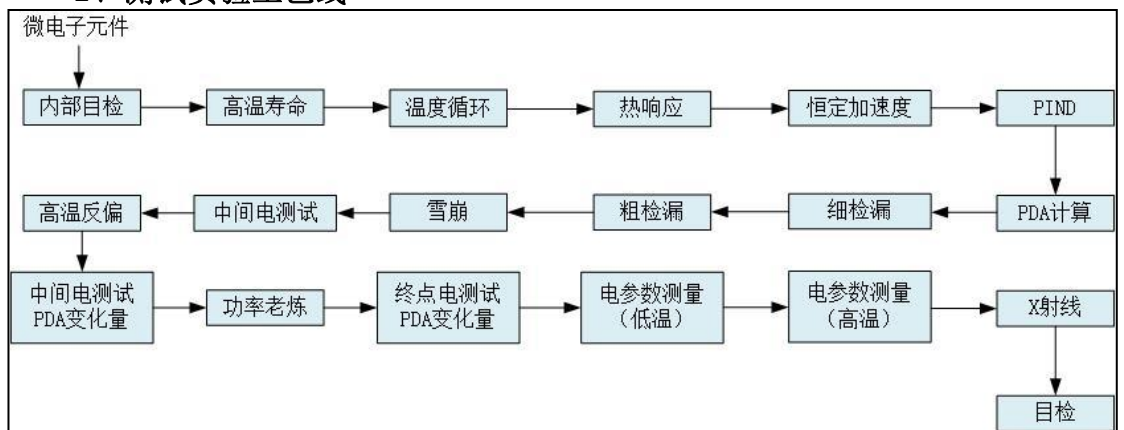 微电子元件
内部目检
高温寿命
温度循环
热响应
恒定加速度
PIND
高温反偏
中间电测试
雪崩
粗检漏
细检漏
PDA计算
中间电测试
PDA变化量
功率老炼
终点电测试
PDA变化量
电参数测量
（低温）
电参数测量
（高温）
X射线
目检